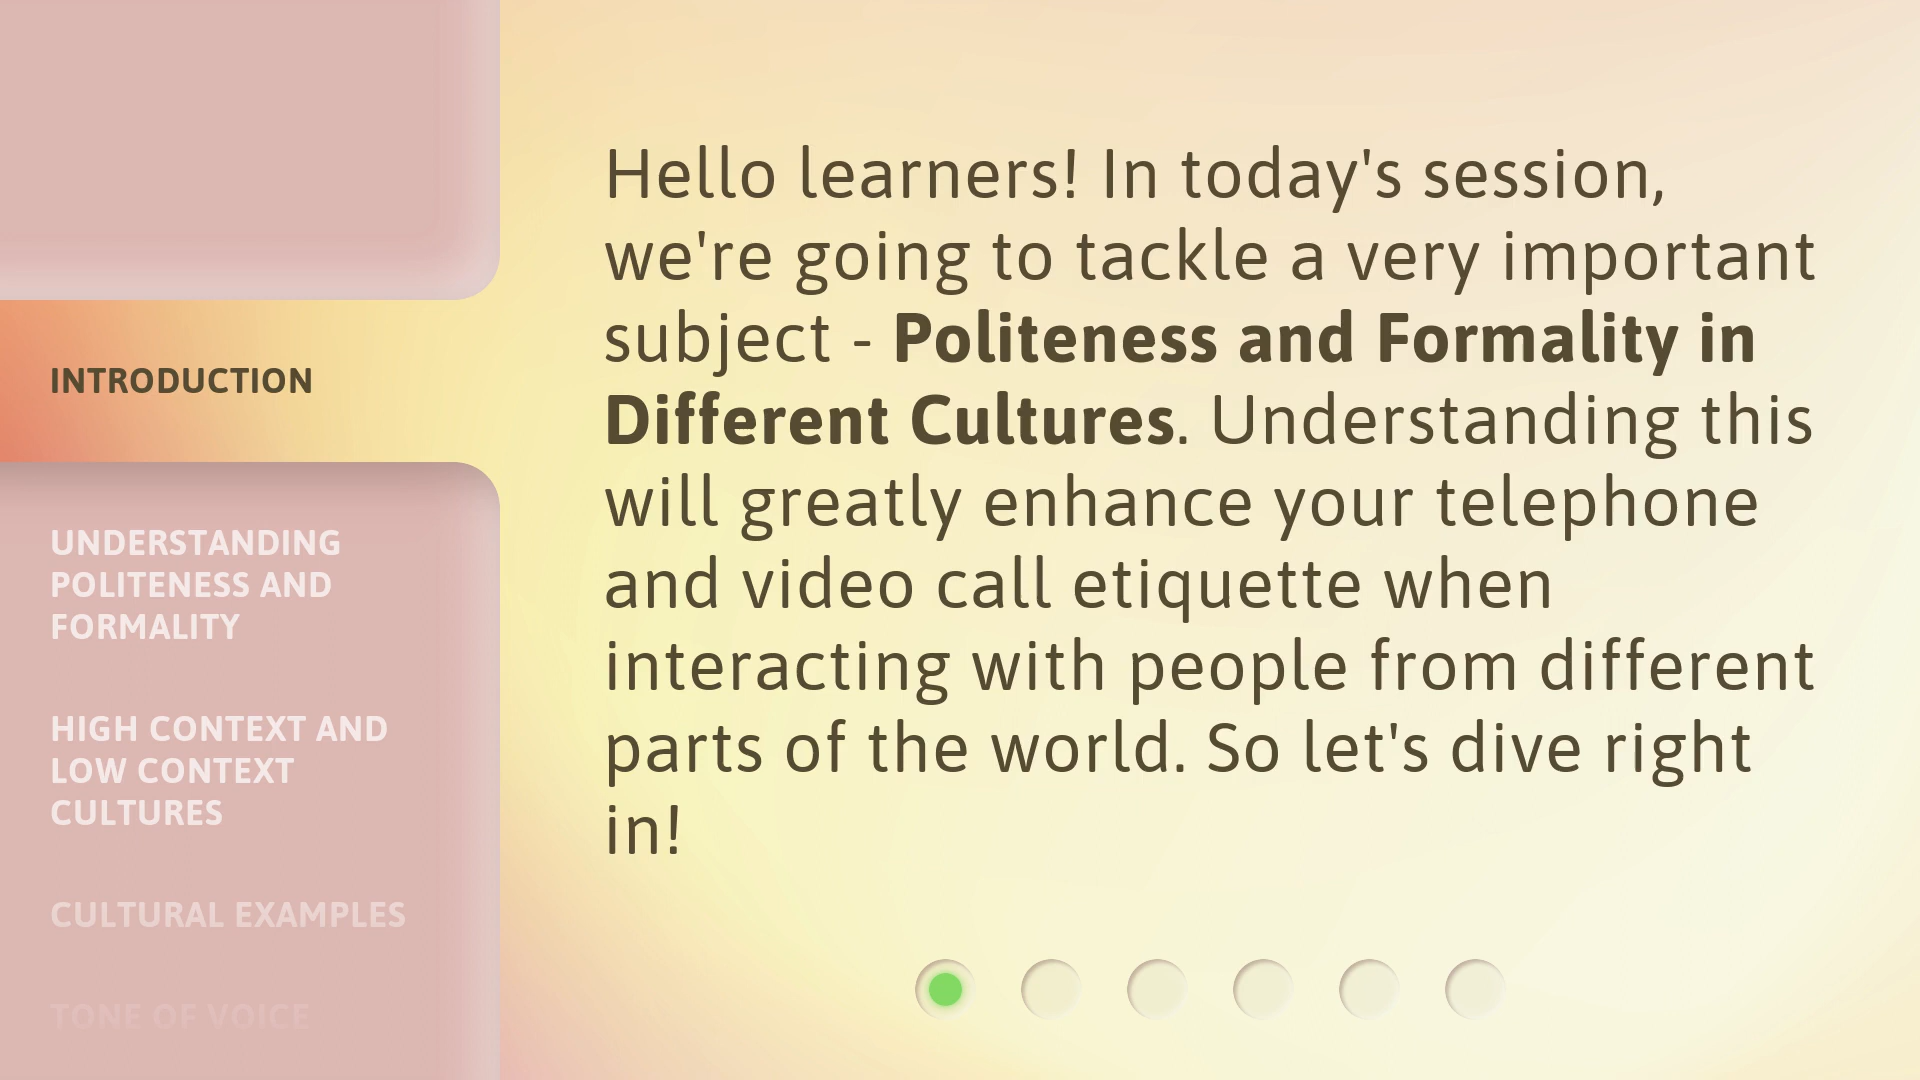 INTRODUCTION
UNDERSTANDING
POLITENESS AND
FORMALITY
HIGH CONTEXT AND
LOW CONTEXT
CULTURES
CULTURAL EXAMPLES
TONE OF VOICE
Hello learners! In today's session,
we're going to tackle a very important
subject - Politeness and Formality in
Different Cultures. Understanding this
will greatly enhance your telephone
and video call etiquette when
interacting with people from different
parts of the world. So let's dive right
in!